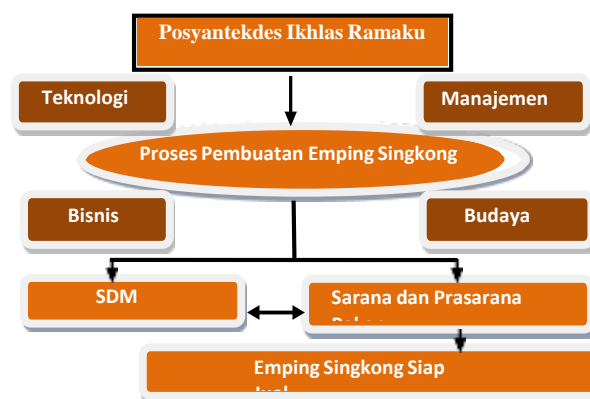 Posyantekdes Ikhlas Ramaku
Teknologi
Manajemen
Proses Pembuatan Emping Singkong
Bisnis
Budaya
SDM
Sarana dan Prasarana
Emping Singkong Siap